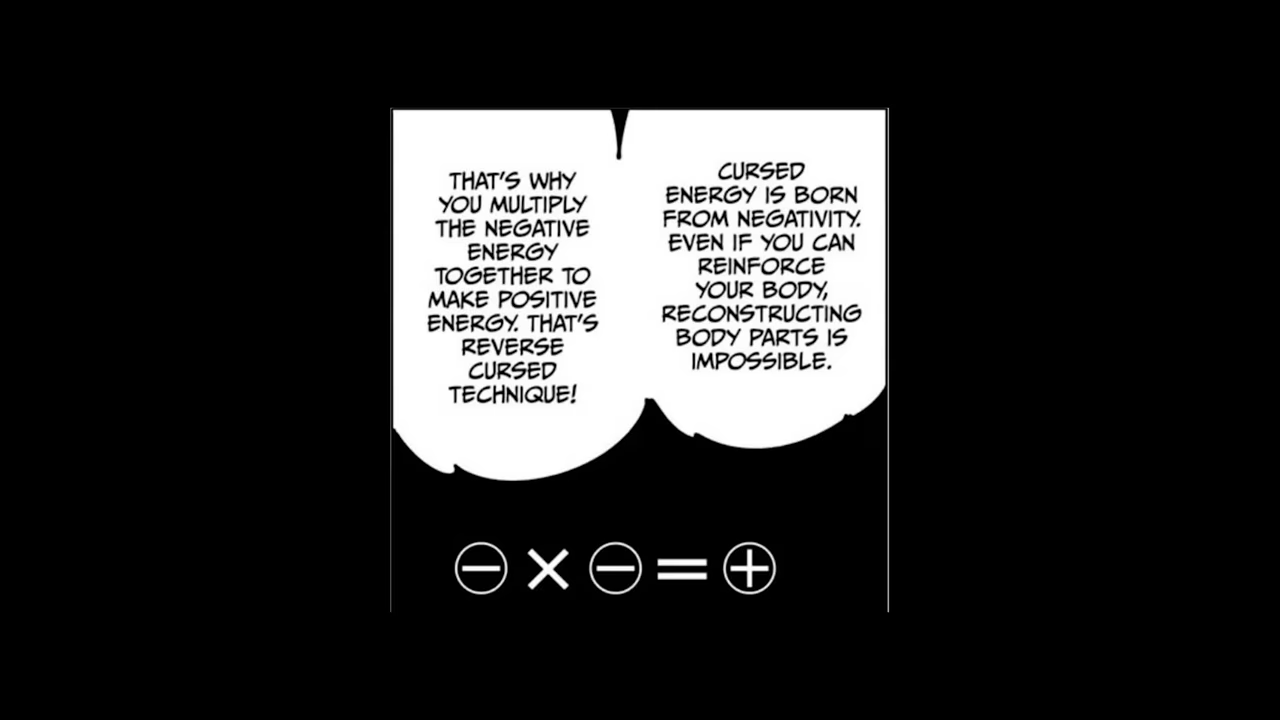 CURSED
ENERGY IS BORN
FROM NEGATIVITY.
EVEN IF YOU CAN
REINFORCE
YOUR BODY,
RECONSTRUCTING
BODY PARTS IS
IMPOSSIBLE.
THAT'S WHY
YOU MULTIPLY
THE NEGATIVE
ENERGY
TOGETHER TO
MAKE POSITIVE
ENERGY. THAT'S
REVERSE
CURSED
TECHNIQUE!
⊖ × ⊖ = ⊕